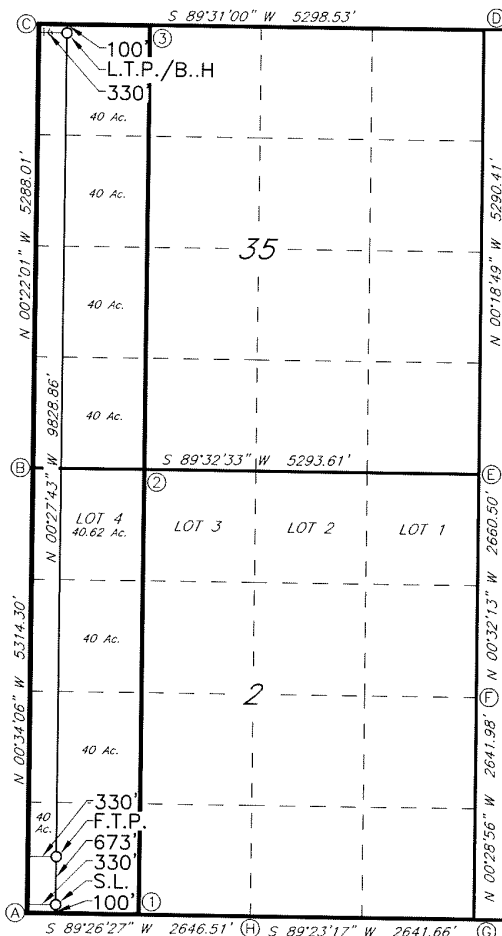 S 89°31'00" W 5298.53'
C
D
3
100'
L.T.P./B..H
330'
40 Ac.
N 00°22'01" W 5288.01'
N 00°18'49" W 5290.41'
40 Ac.
35
40 Ac.
40 Ac.
N 00°27'43" W 9828.86'
B
S 89°32'33" W 5293.61'
E
2
LOT 4
40.62 Ac.
LOT 3
LOT 2
LOT 1
N 00°32'13" W 2660.50'
N 00°34'06" W 5314.30'
40 Ac.
2
F
40 Ac.
N 00°28'56" W 2641.98'
40
Ac.
330'
F.T.P.
673'
330'
S.L.
100'
A
1
S 89°26'27" W 2646.51'
H
S 89°23'17" W 2641.66'
G